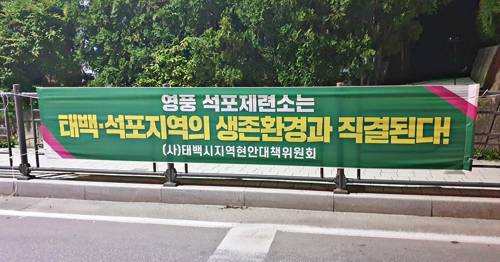 영풍 석포제련소는
태백·석포지역의 생존환경과 직결된다!
(사)태백시지역현안대책위원회